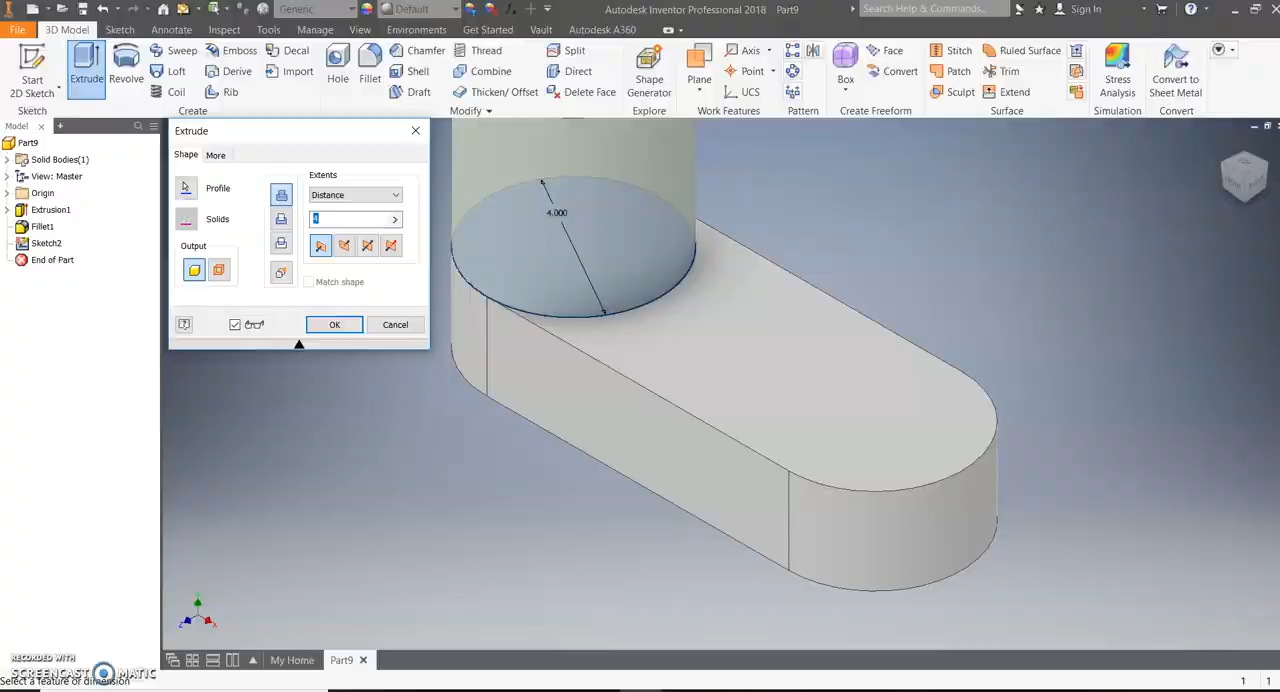 Generic
Default
Autodesk Inventor Professional 2018 Part9
Search Help & Commands...
Sign In
File 3D Model Sketch Annotate Inspect Tools Manage View Environments Get Started Vault Autodesk A360
Start
2D Sketch
Sketch
Extrude
Revolve
Sweep
Loft
Coil
Emboss
Derive
Rib
Decal
Import
Create
Hole
Fillet
Chamfer
Shell
Draft
Thread
Combine
Thicken/ Offset
Split
Direct
Delete Face
Modify
Shape
Generator
Explore
Plane
Axis
Point
UCS
Work Features
Pattern
Box
Face
Convert
Create Freeform
Stitch
Patch
Sculpt
Ruled Surface
Trim
Extend
Surface
Stress
Analysis
Simulation
Convert to
Sheet Metal
Convert
Model
Part9
Solid Bodies(1)
View: Master
Origin
Extrusion1
Fillet1
Sketch2
End of Part
Extrude
Shape
More
Profile
Solids
Output
Extents
Distance
4
Match shape
OK
Cancel
4.000
My Home
Part9
RECORDED WITH
SCREENCAST MATIC
Select a feature or dimension
1 1